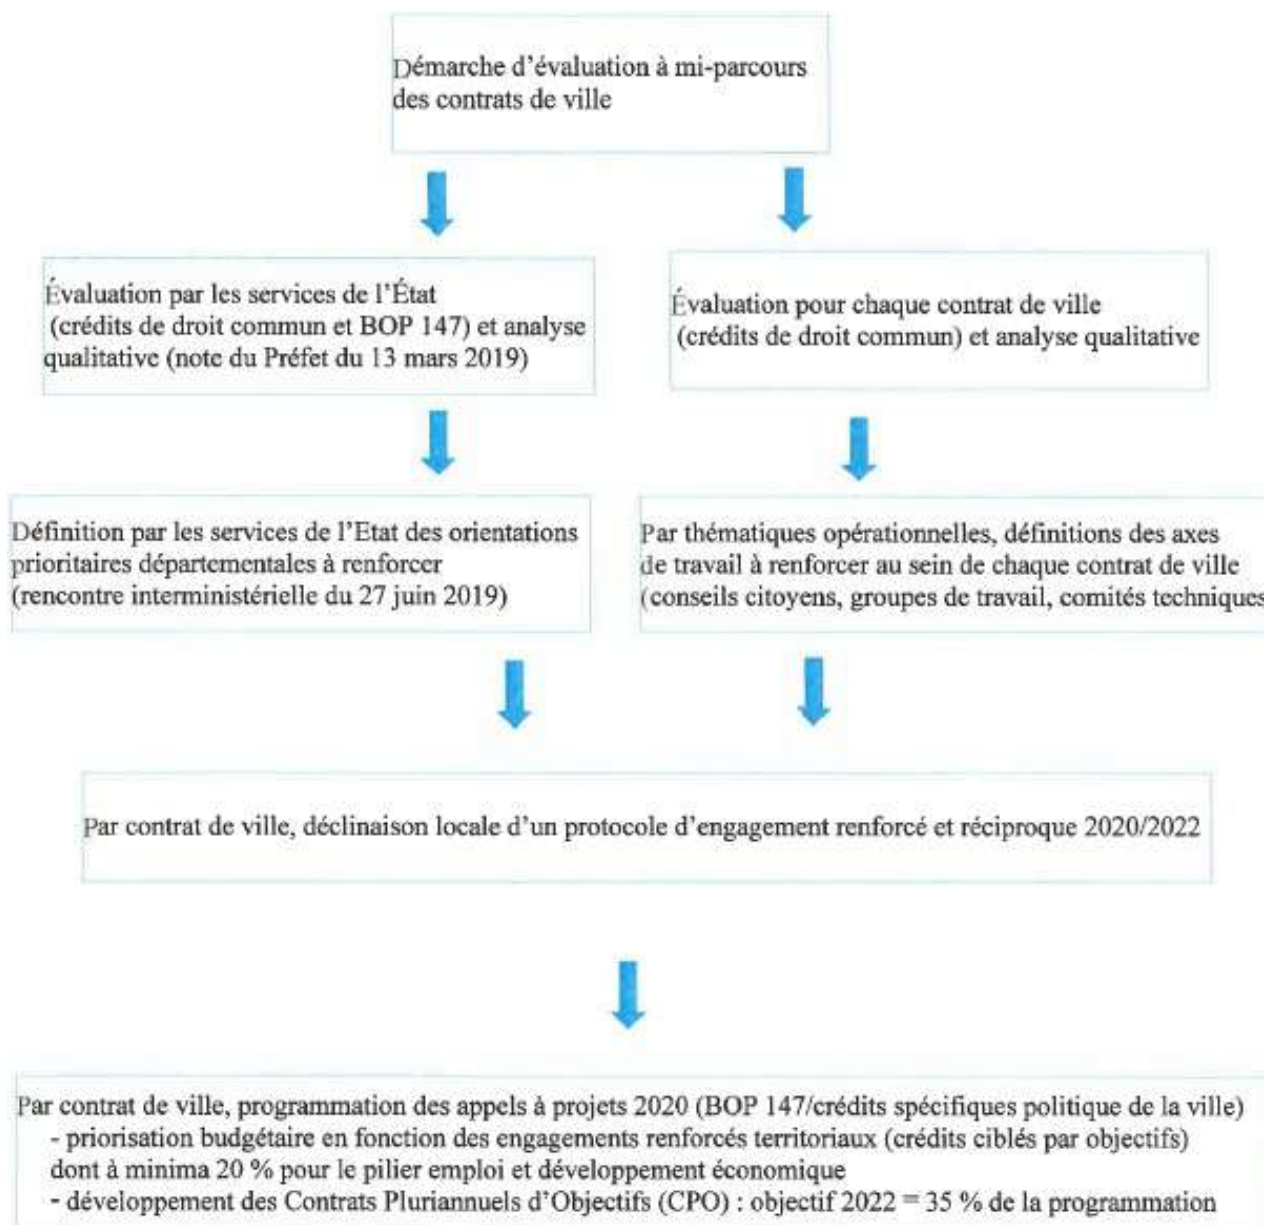 Démarche d'évaluation à mi-parcours
des contrats de ville
Évaluation par les services de l'État
(crédits de droit commun et BOP 147) et analyse
qualitative (note du Préfet du 13 mars 2019)
Évaluation pour chaque contrat de ville
(crédits de droit commun) et analyse qualitative
Définition par les services de l'Etat des orientations
prioritaires départementales à renforcer
(rencontre interministérielle du 27 juin 2019)
Par thématiques opérationnelles, définitions des axes
de travail à renforcer au sein de chaque contrat de ville
(conseils citoyens, groupes de travail, comités techniques
Par contrat de ville, déclinaison locale d'un protocole d'engagement renforcé et réciproque 2020/2022
Par contrat de ville, programmation des appels à projets 2020 (BOP 147/crédits spécifiques politique de la ville)
- priorisation budgétaire en fonction des engagements renforcés territoriaux (crédits ciblés par objectifs)
dont à minima 20 % pour le pilier emploi et développement économique
- développement des Contrats Pluriannuels d'Objectifs (CPO) : objectif 2022 = 35 % de la programmation